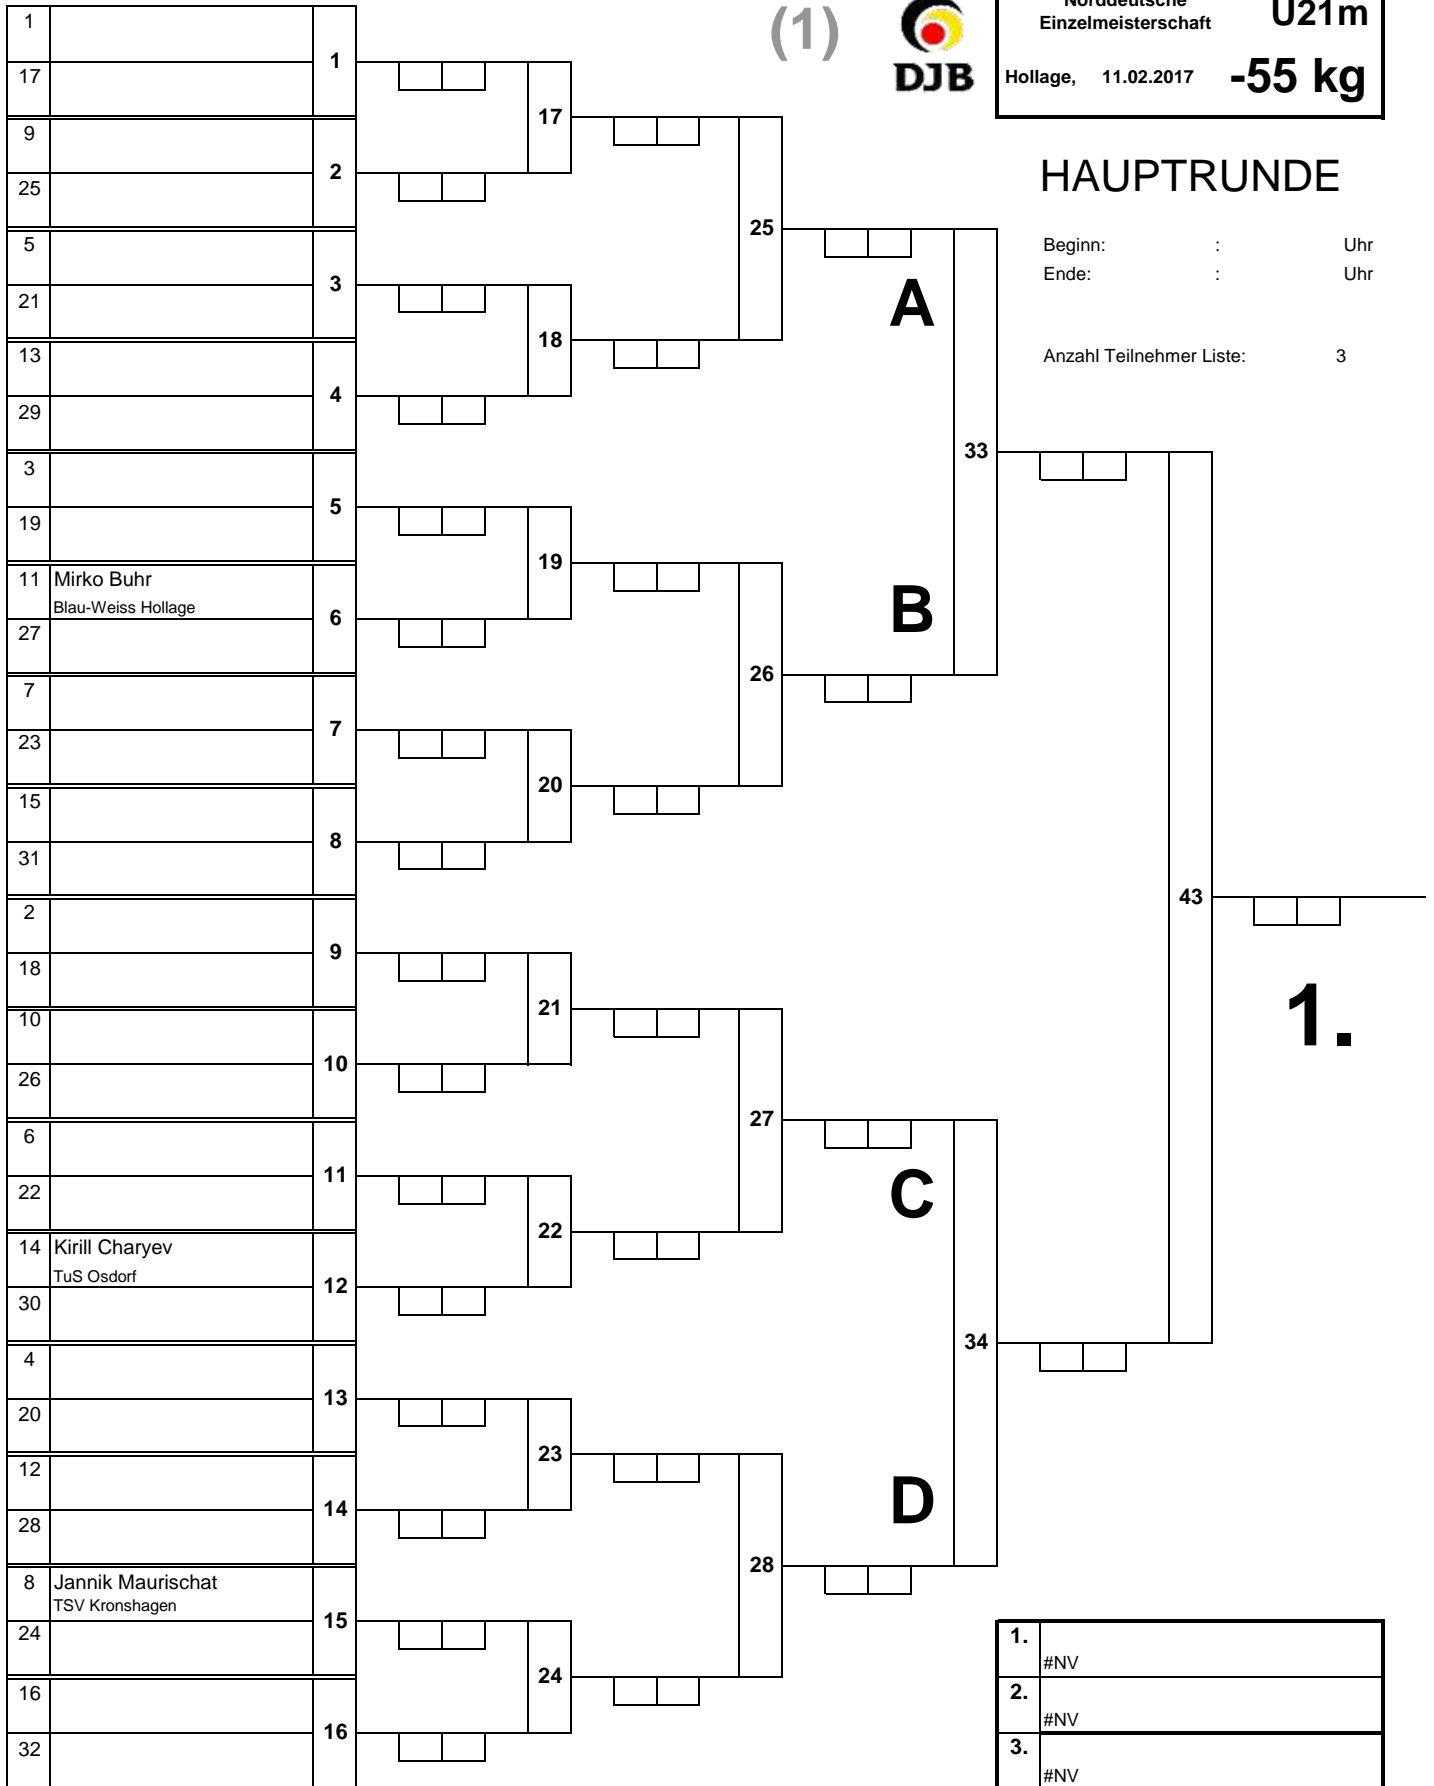 (1)
DJB
Norddeutsche
Einzelmeisterschaft
U21m
Hollage, 11.02.2017 -55 kg
HAUPTRUNDE
Beginn: : Uhr
Ende: : Uhr
Anzahl Teilnehmer Liste: 3
1
17
1
9
25
2
5
21
3
13
29
4
3
19
5
11 Mirko Buhr
Blau-Weiss Hollage
27
6
7
23
7
15
31
8
2
18
9
10
26
10
6
22
11
14 Kirill Charyev
TuS Osdorf
30
12
4
20
13
12
28
14
8 Jannik Maurischat
TSV Kronshagen
24
15
16
32
16
17
18
19
20
21
22
23
24
25
26
27
28
A
B
C
D
33
34
43
1.
1.
#NV
2.
#NV
3.
#NV